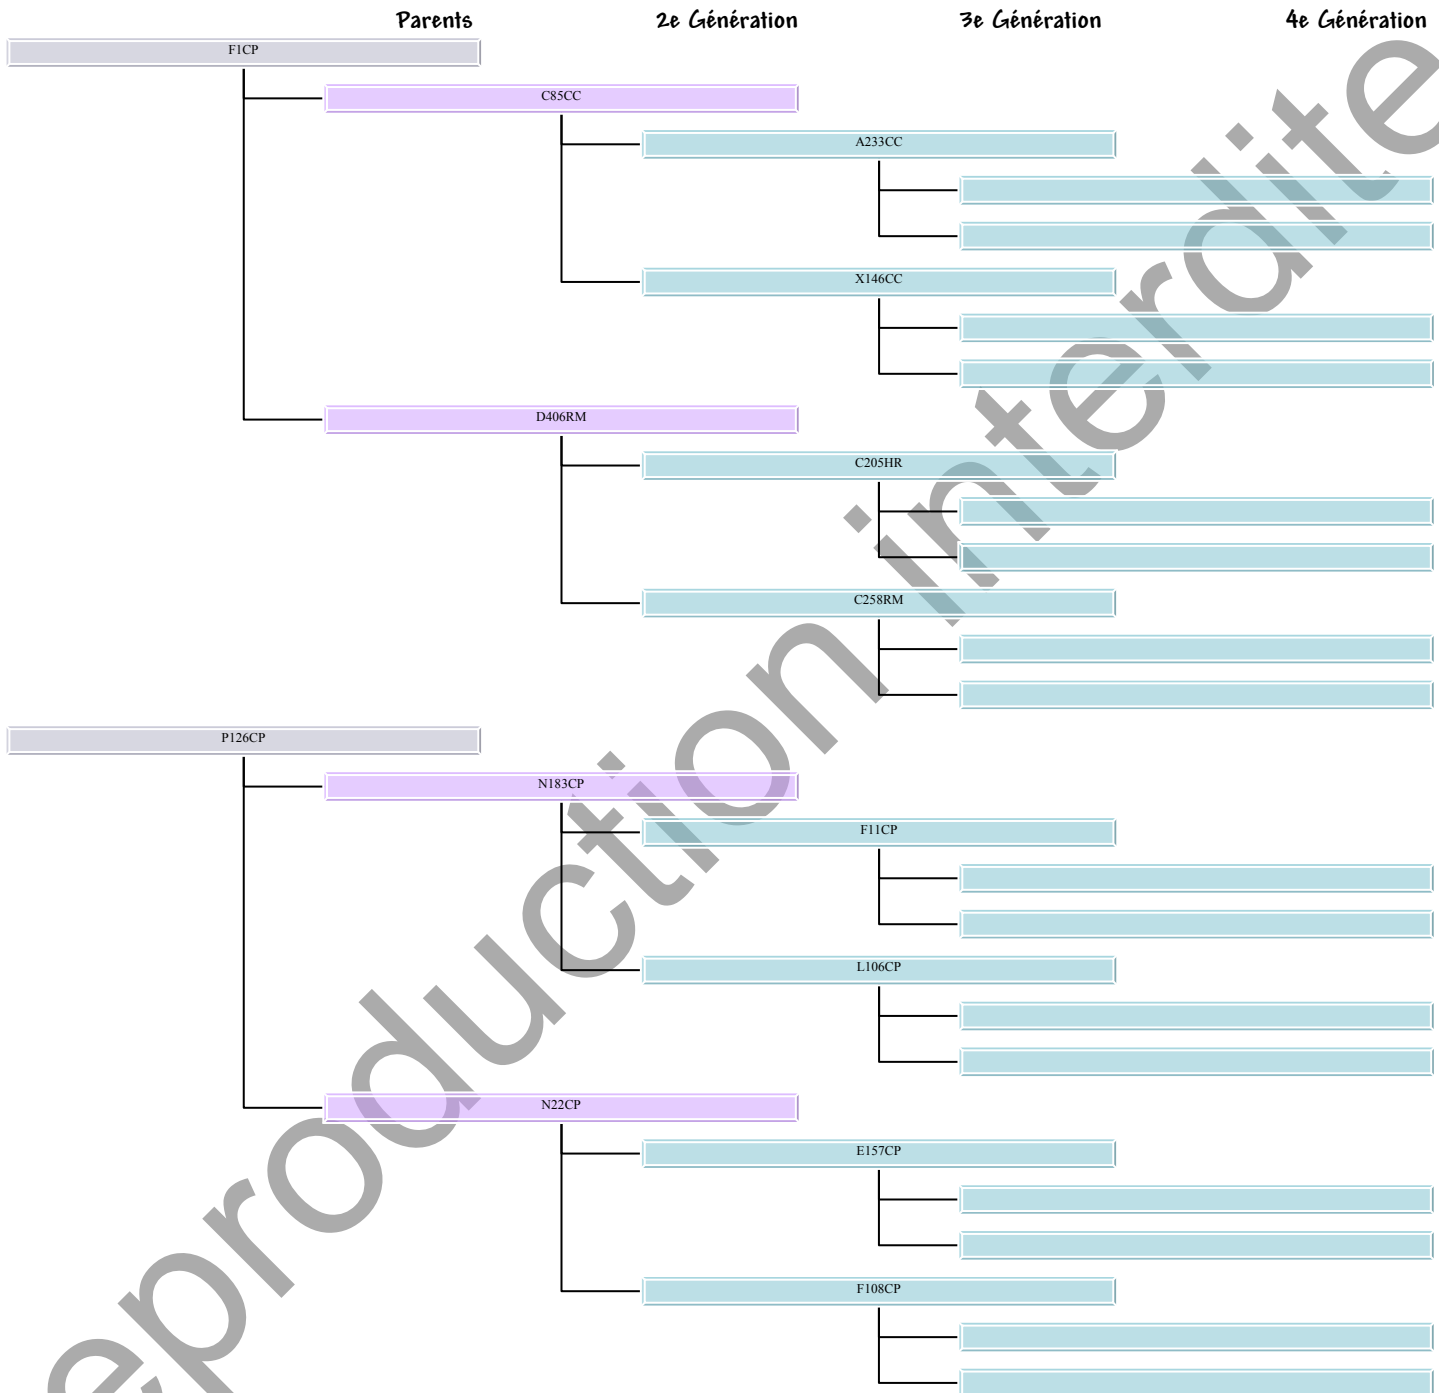 Parents 2e Génération 3e Génération 4e Génération
F1CP
C85CC
A233CC
X146CC
D406RM
C205HR
C258RM
P126CP
N183CP
F11CP
L106CP
N22CP
E157CP
F108CP
eproduction interdite